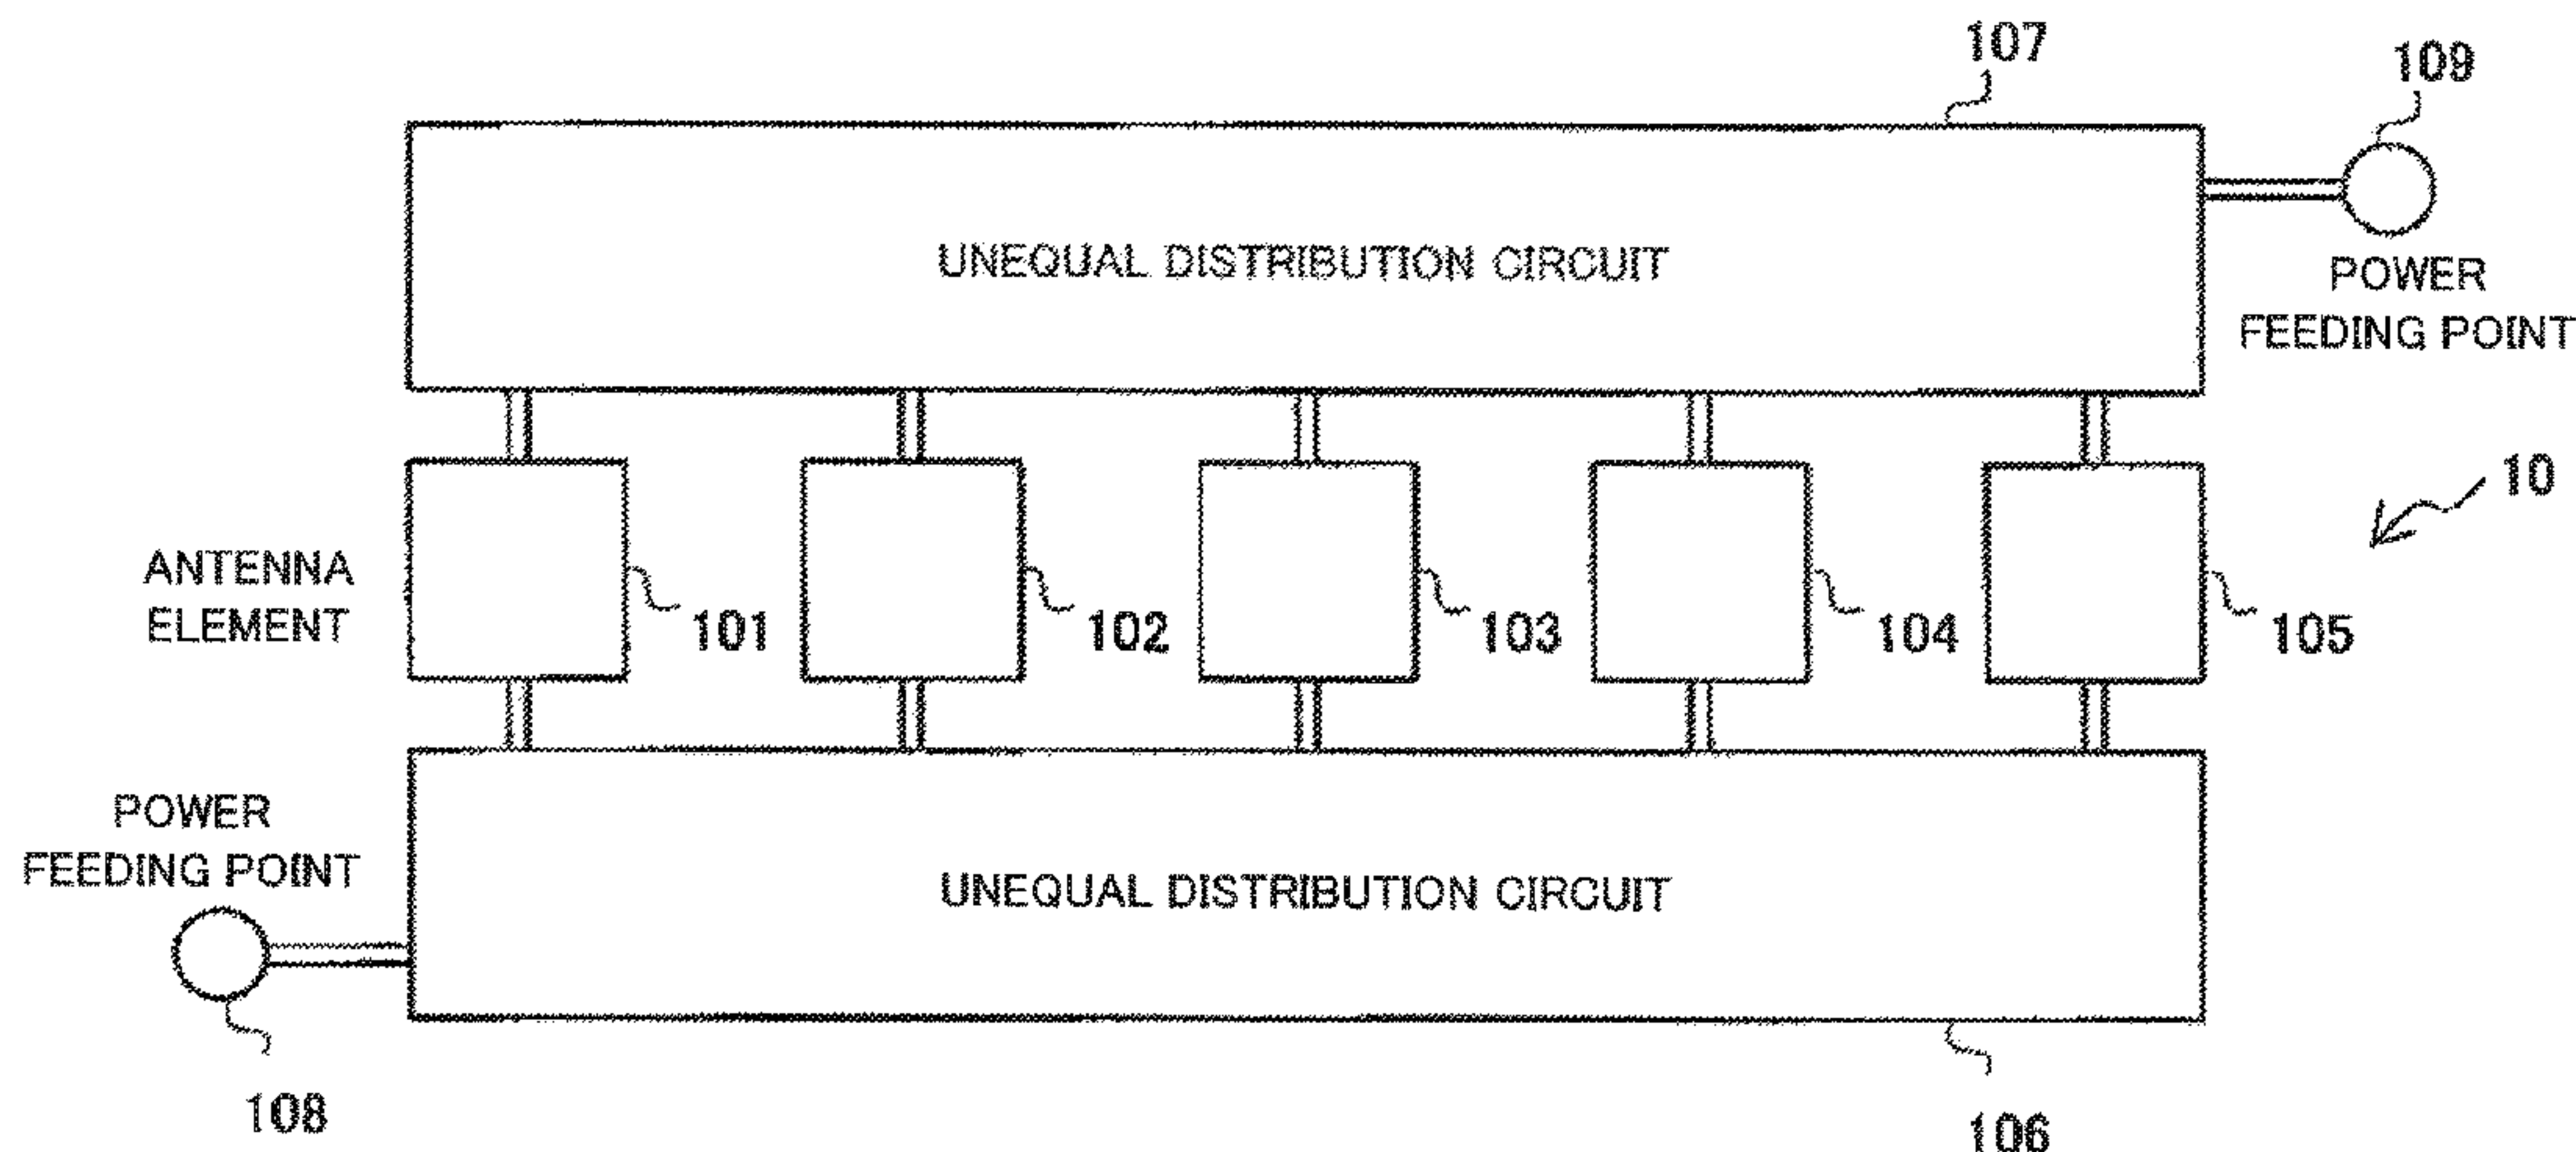 107
109
UNEQUAL DISTRIBUTION CIRCUIT
POWER
FEEDING POINT
10
ANTENNA
ELEMENT
101
102
103
104
105
POWER
FEEDING POINT
UNEQUAL DISTRIBUTION CIRCUIT
108
106